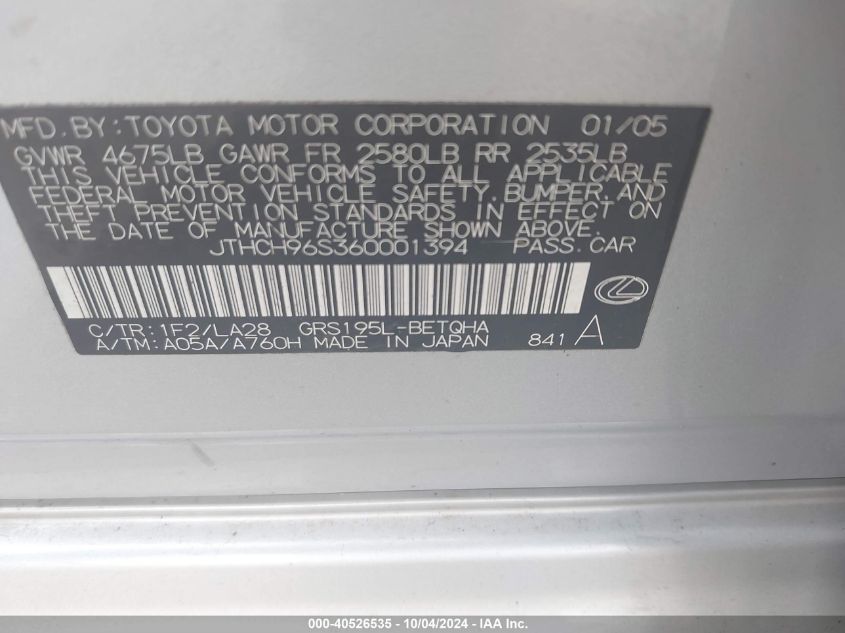 MFD. BY: TOYOTA MOTOR CORPORATION 01/05
GVWR 4675LB GAWR FR 2580LB RR 2535LB
THIS VEHICLE CONFORMS TO ALL APPLICABLE
FEDERAL MOTOR VEHICLE SAFETY, BUMPER, AND
THEFT PREVENTION STANDARDS IN EFFECT ON
THE DATE OF MANUFACTURE SHOWN ABOVE.
JTHCH96S360001394 PASS. CAR
C/TR: 1F2/LA28 GRS195L-BETQHA
A/TM: A05A/A760H MADE IN JAPAN 841 A
000-40526535 - 10/04/2024 - IAA Inc.